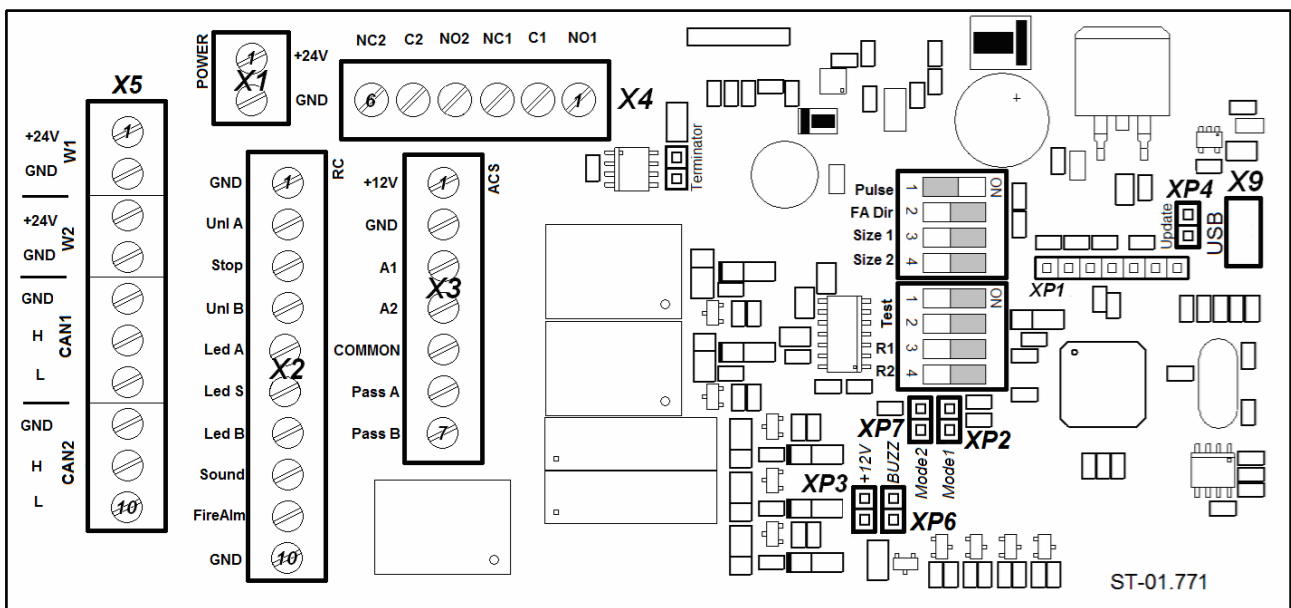 X5
1
+24V
GND
W1
+24V
GND
W2
GND
H
L
CAN1
GND
H
L
CAN2
10
POWER
1
X1
+24V
GND
NC2 C2 NO2 NC1 C1 NO1
6
1
X4
Terminator
RC
GND
1
Unl A
Stop
Unl B
Led A
X2
Led S
Led B
Sound
FireAlm
GND
10
ACS
+12V
1
GND
A1
X3
A2
COMMON
Pass A
Pass B
7
Pulse 1 ON
FA Dir 2
Size 1 3
Size 2 4
Test
1 ON
2
R1 3
R2 4
XP7
XP2
Mode2
Mode1
XP3
+12V
BUZZ
XP6
XP1
XP4
Update
USB
X9
+
ST-01.771